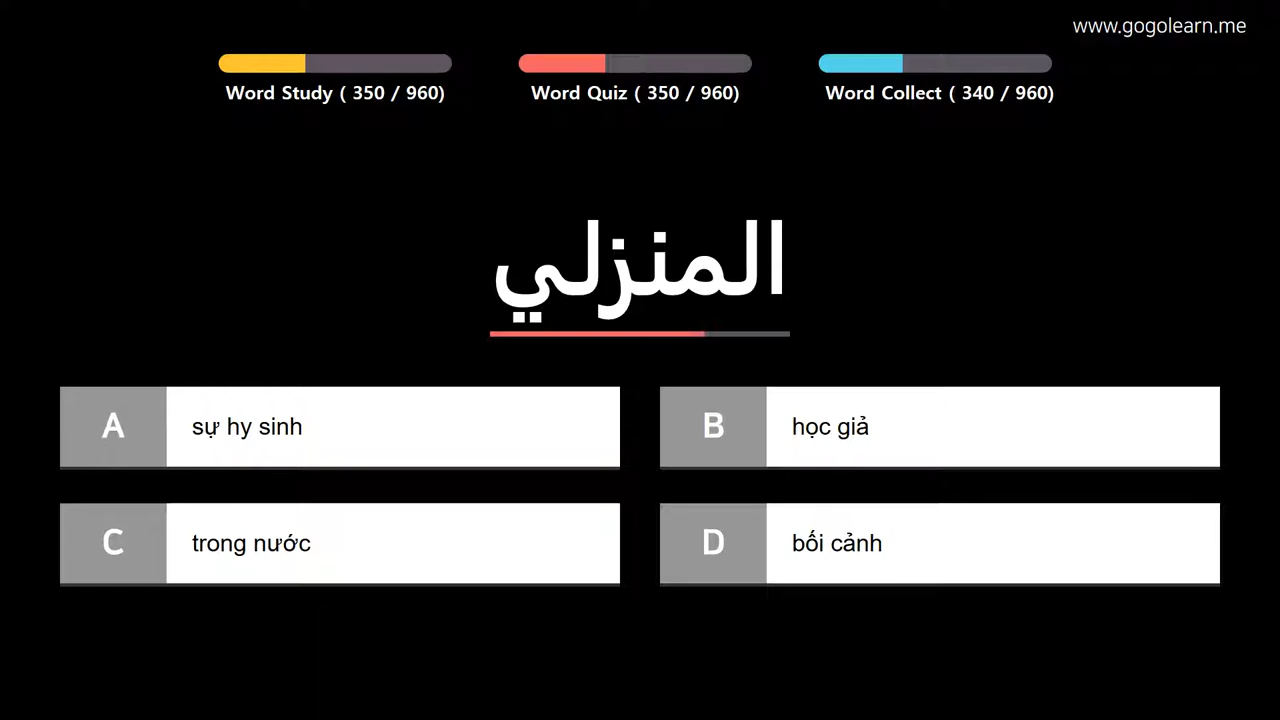 www.gogolearn.me
Word Study ( 350 / 960)
Word Quiz ( 350 / 960)
Word Collect ( 340 / 960)
المنزلي
A sự hy sinh
B học giả
C trong nước
D bối cảnh